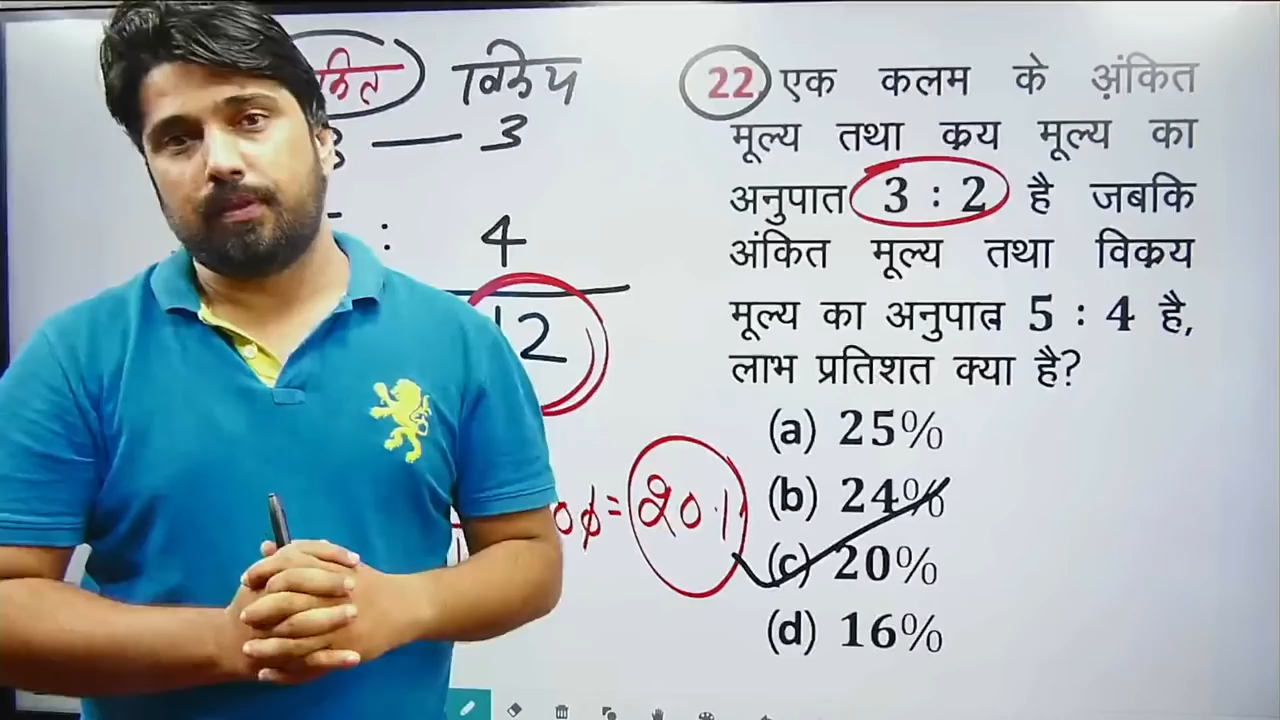 विक्रय
3
: 4
12
= 20%
22. एक कलम के अंकित
मूल्य तथा क्रय मूल्य का
अनुपात 3 : 2 है जबकि
अंकित मूल्य तथा विक्रय
मूल्य का अनुपात 5 : 4 है,
लाभ प्रतिशत क्या है?
(a) 25%
(b) 24%
(c) 20%
(d) 16%